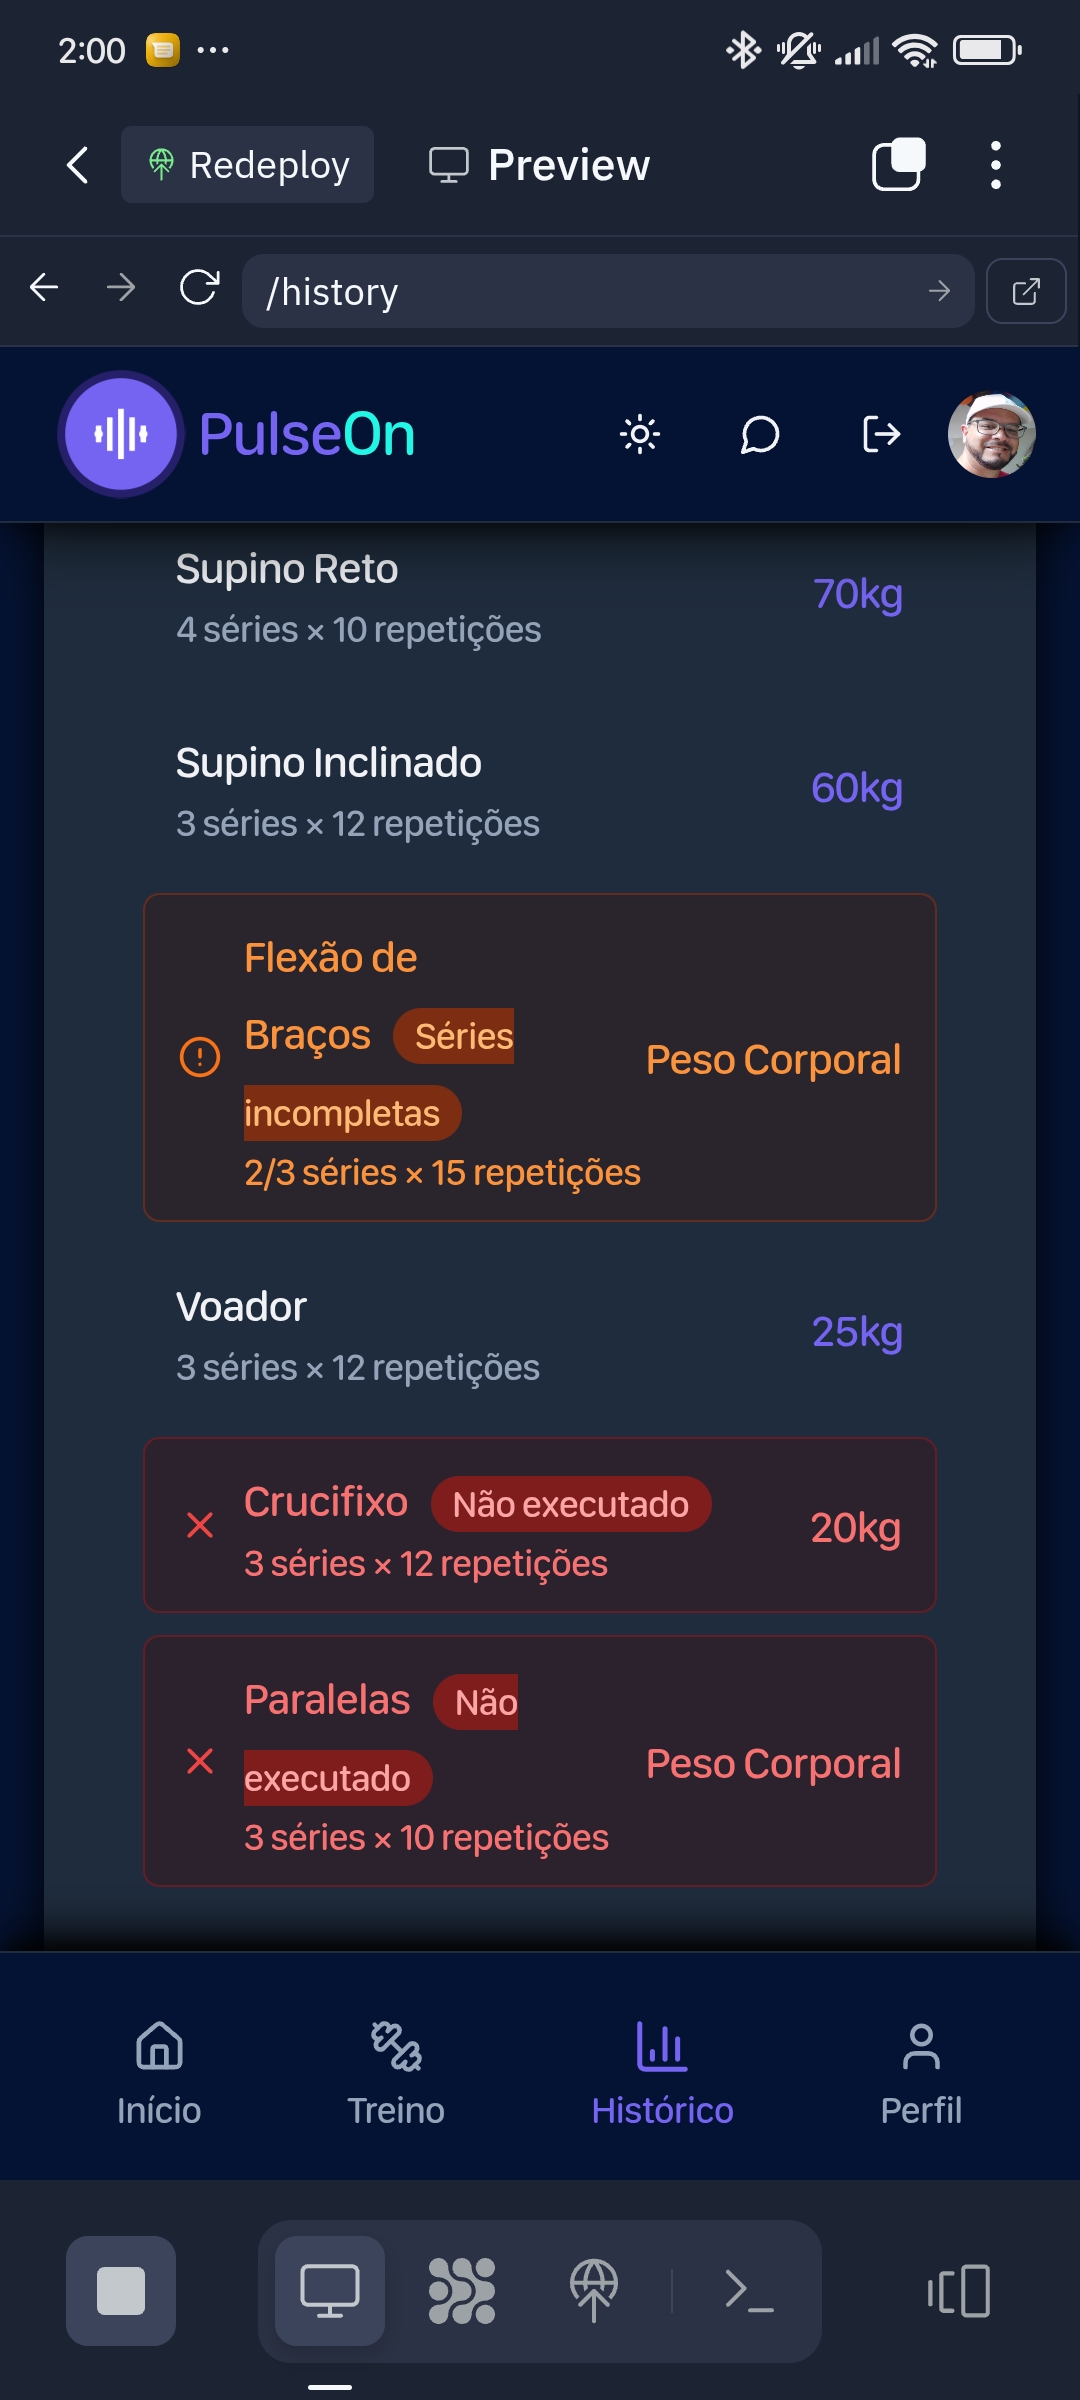 2:00
Redeploy
Preview
/history
PulseOn
Supino Reto
4 séries × 10 repetições
70kg
Supino Inclinado
3 séries × 12 repetições
60kg
Flexão de
Braços Séries
incompletas
2/3 séries × 15 repetições
Peso Corporal
Voador
3 séries × 12 repetições
25kg
Crucifixo Não executado
3 séries × 12 repetições
20kg
Paralelas Não
executado
3 séries × 10 repetições
Peso Corporal
Início
Treino
Histórico
Perfil